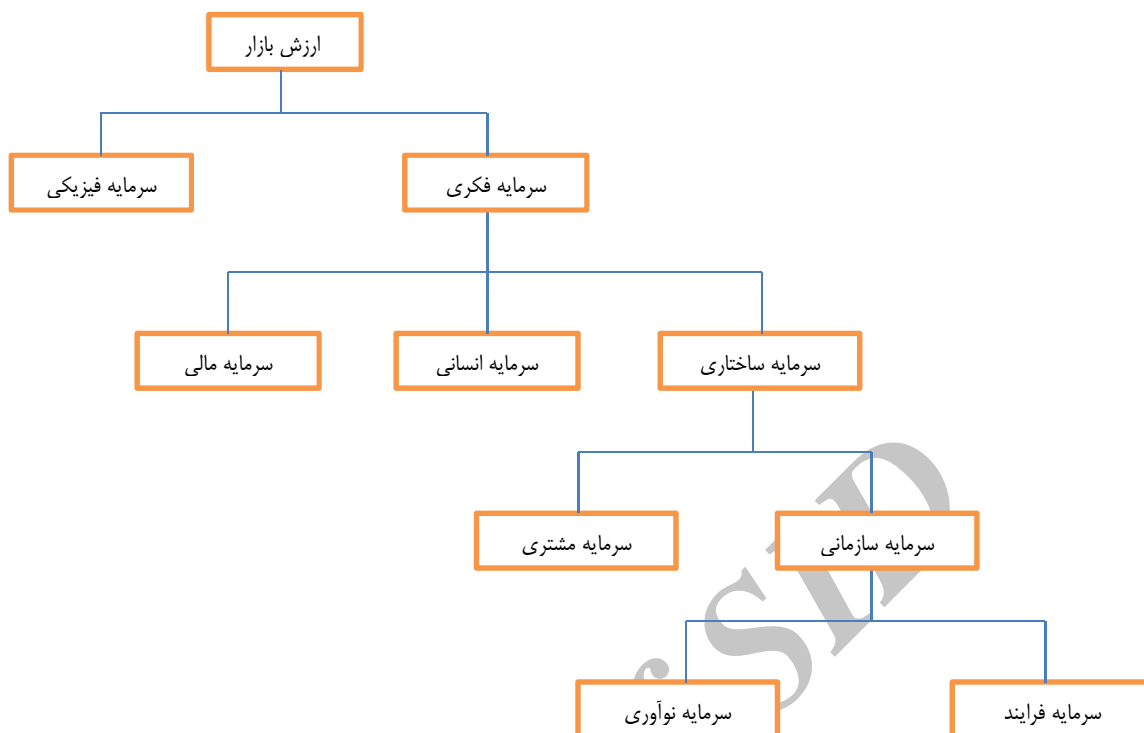 ارزش بازار
سرمایه فکری
سرمایه فیزیکی
سرمایه ساختاری
سرمایه انسانی
سرمایه مالی
سرمایه سازمانی
سرمایه مشتری
سرمایه فرایند
سرمایه نوآوری
SID